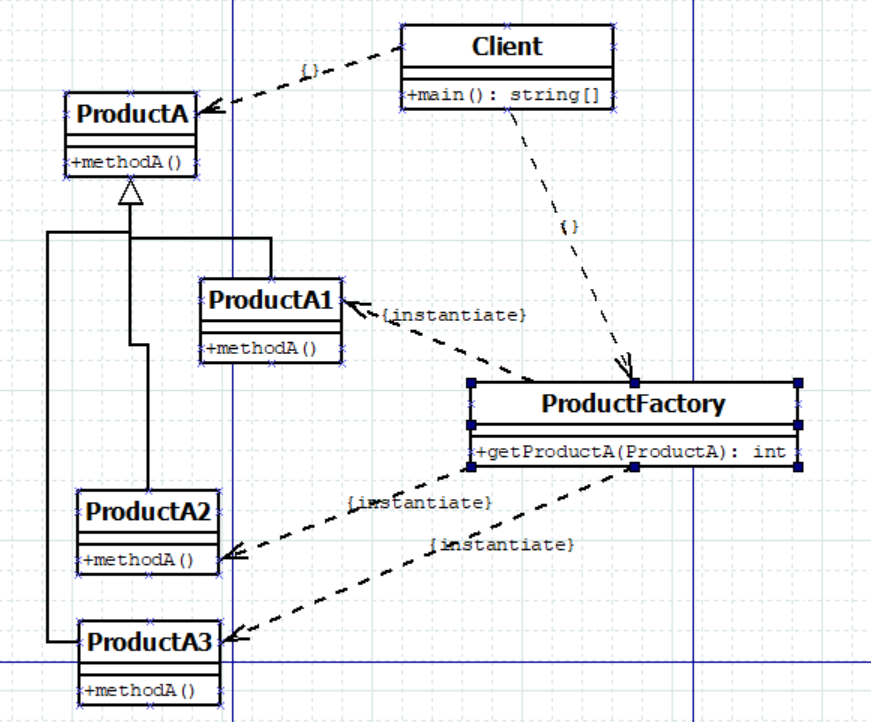 Client
+main(): string[]
{}
ProductA
+methodA()
{}
ProductA1
+methodA()
{instantiate}
ProductFactory
+getProductA(ProductA): int
{instantiate}
{instantiate}
ProductA2
+methodA()
ProductA3
+methodA()